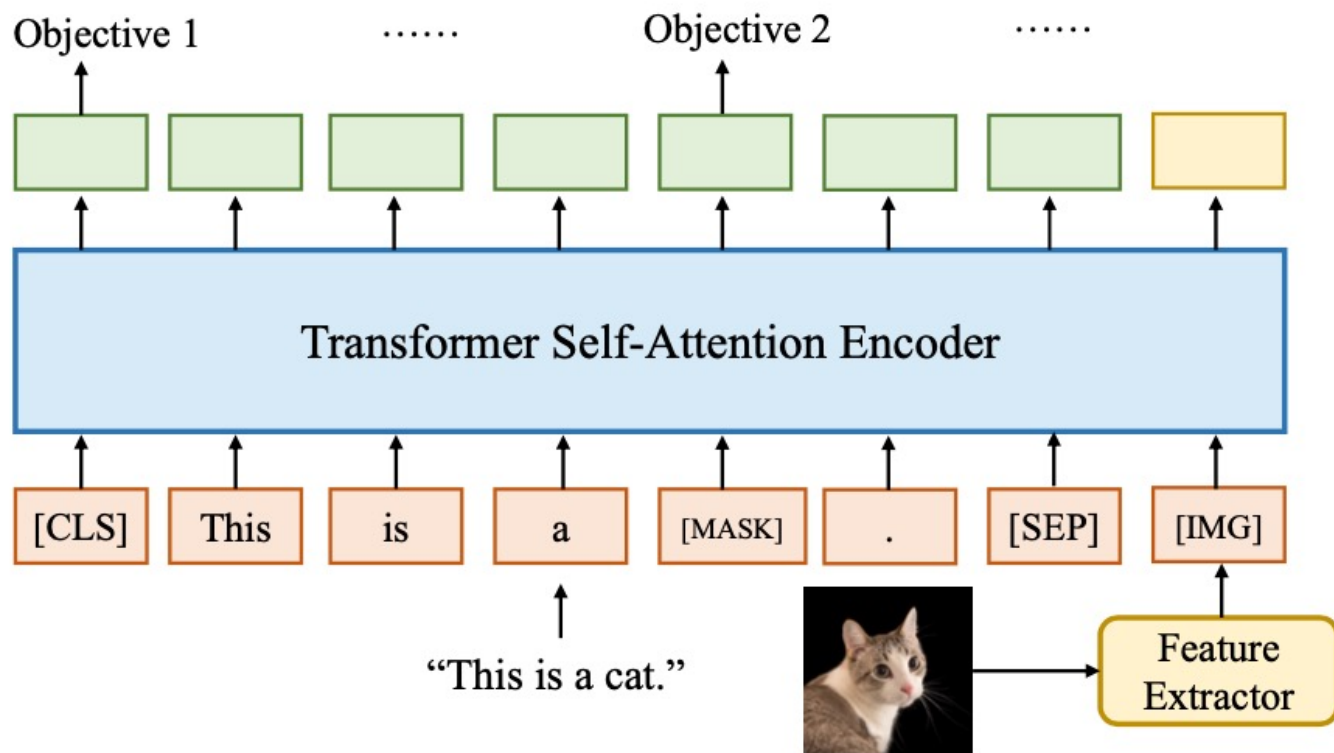 Objective 1 ...... Objective 2 ......
Transformer Self-Attention Encoder
[CLS] This is a [MASK] . [SEP] [IMG]
“This is a cat.”
Feature
Extractor